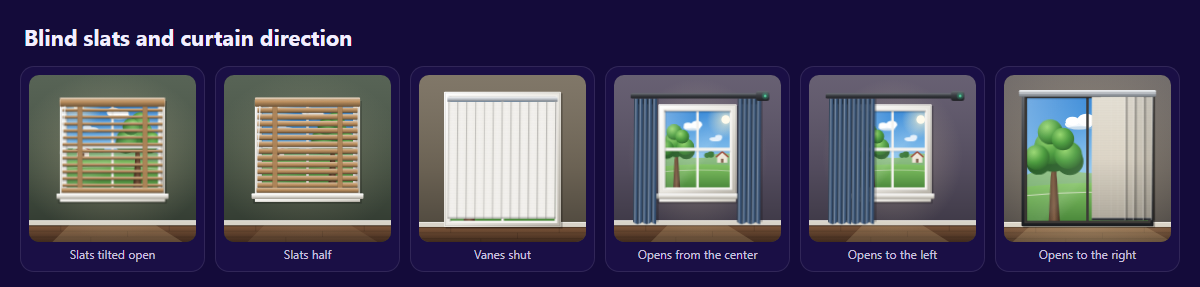 Blind slats and curtain direction
Slats tilted open
Slats half
Vanes shut
Opens from the center
Opens to the left
Opens to the right